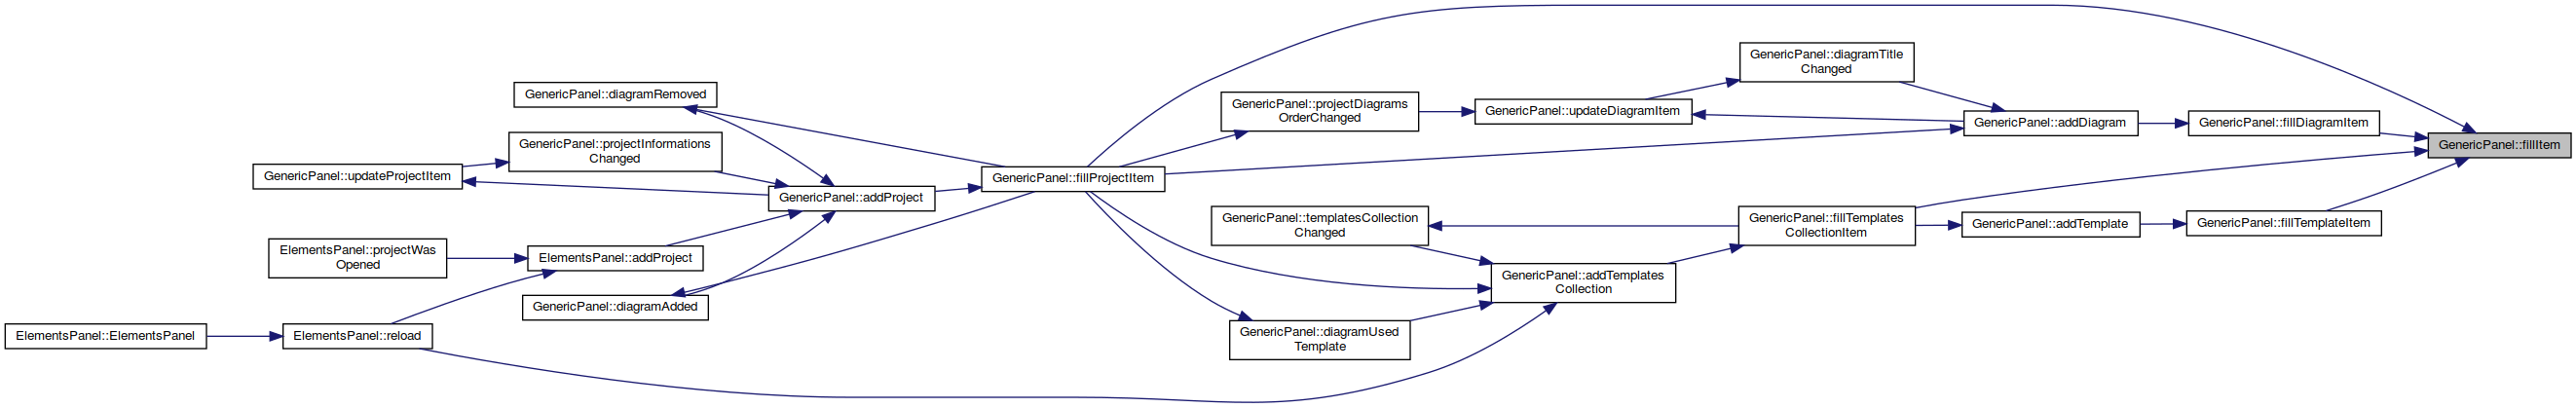 GenericPanel::diagramTitle
Changed
GenericPanel::diagramRemoved
GenericPanel::projectDiagrams
OrderChanged
GenericPanel::updateDiagramItem
GenericPanel::addDiagram
GenericPanel::fillDiagramItem
GenericPanel::projectInformations
Changed
GenericPanel::fillItem
GenericPanel::updateProjectItem
GenericPanel::fillProjectItem
GenericPanel::addProject
GenericPanel::templatesCollection
Changed
GenericPanel::fillTemplates
CollectionItem
GenericPanel::addTemplate
GenericPanel::fillTemplateItem
ElementsPanel::projectWas
Opened
ElementsPanel::addProject
GenericPanel::addTemplates
Collection
GenericPanel::diagramAdded
ElementsPanel::ElementsPanel
ElementsPanel::reload
GenericPanel::diagramUsed
Template